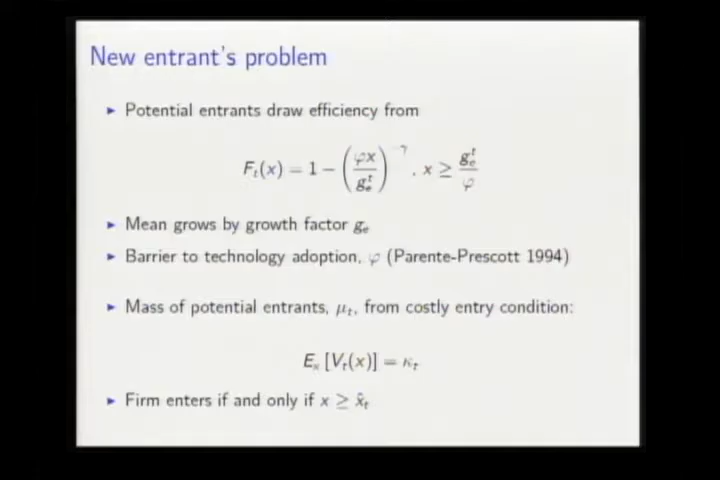 New entrant's problem
► Potential entrants draw efficiency from
F_t(x) = 1 − (φx / g_e^t)^{−γ}, x ≥ g_e^t / φ
► Mean grows by growth factor g_e
► Barrier to technology adoption, φ (Parente-Prescott 1994)
► Mass of potential entrants, μ_t, from costly entry condition:
E_x [V_t(x)] = κ_t
► Firm enters if and only if x ≥ x̂_t